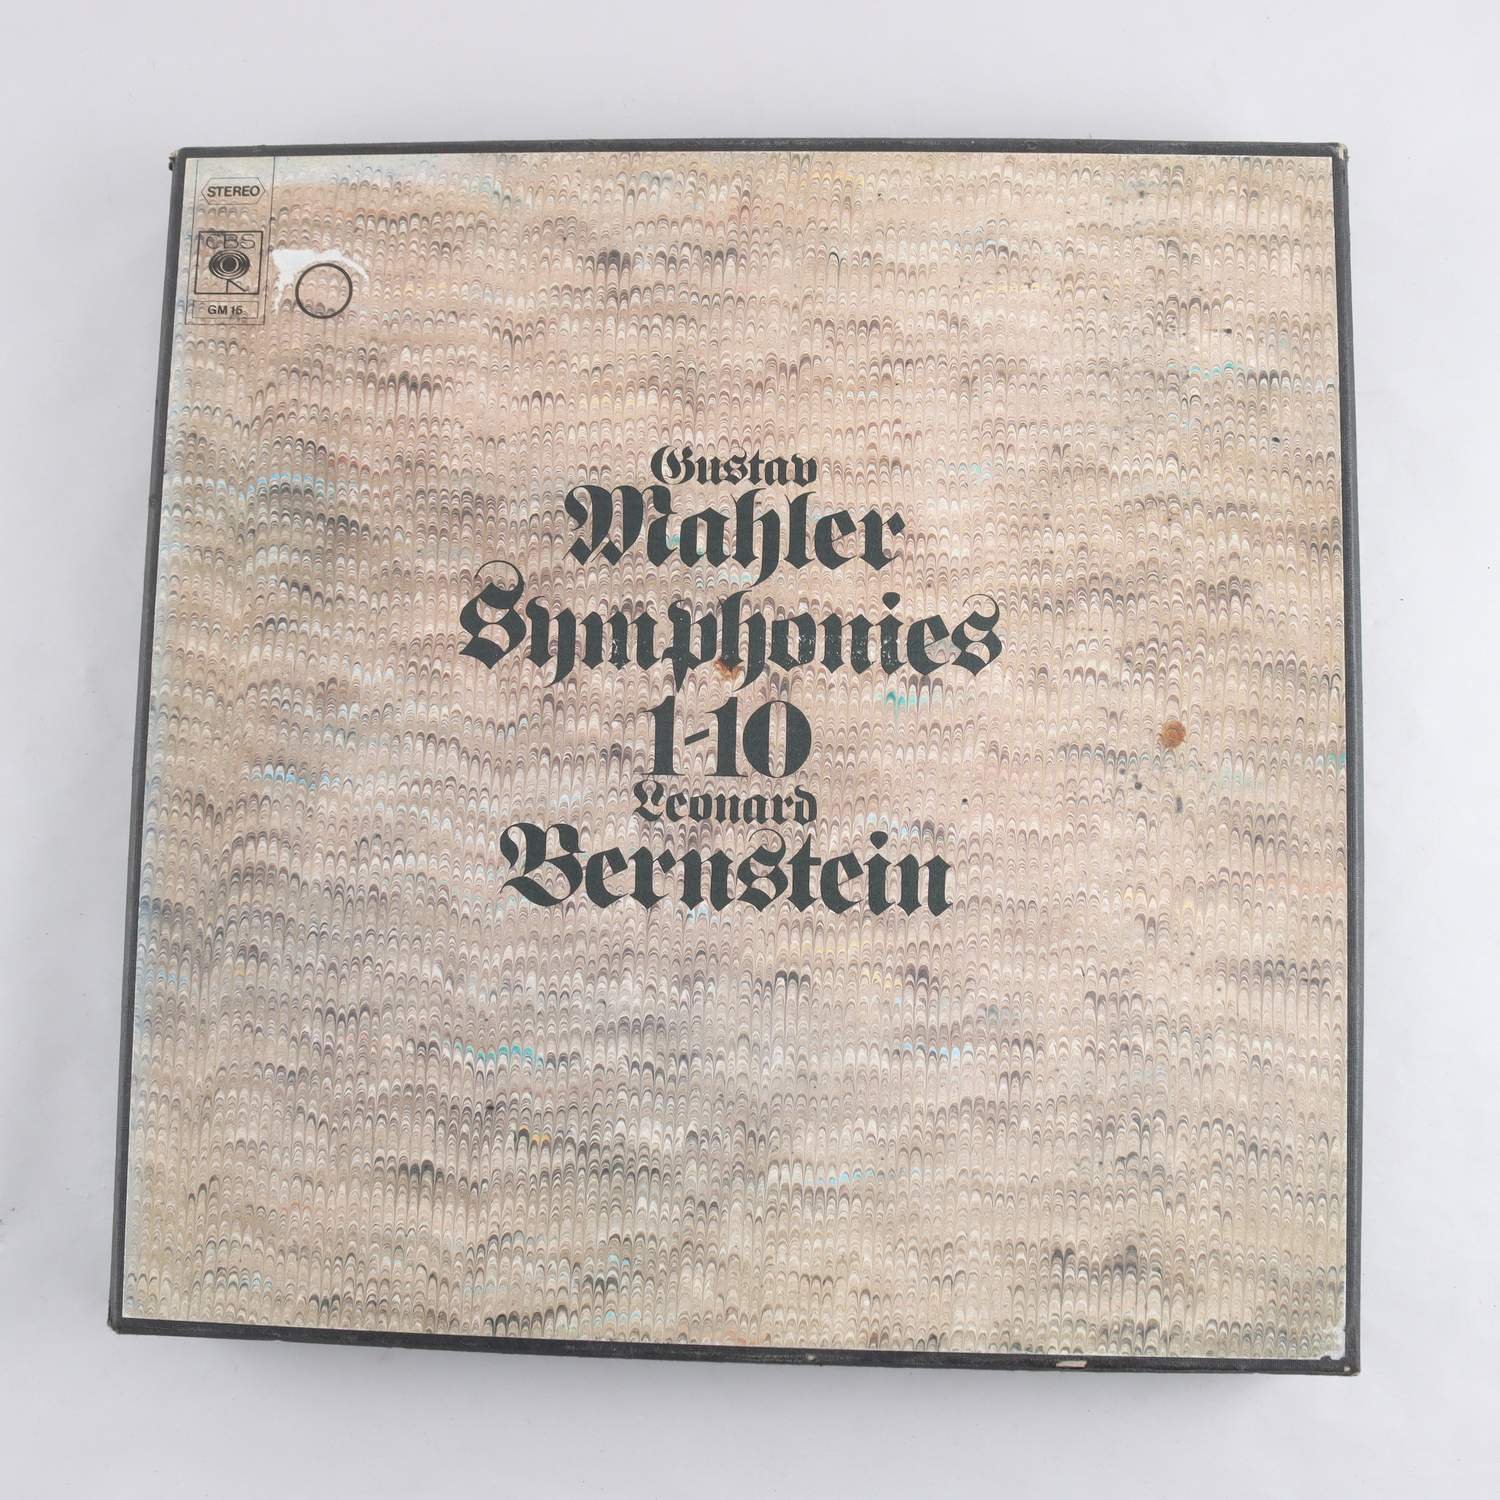 STEREO
CBS
GM 15
Gustav
Mahler
Symphonies
1-10
Leonard
Bernstein